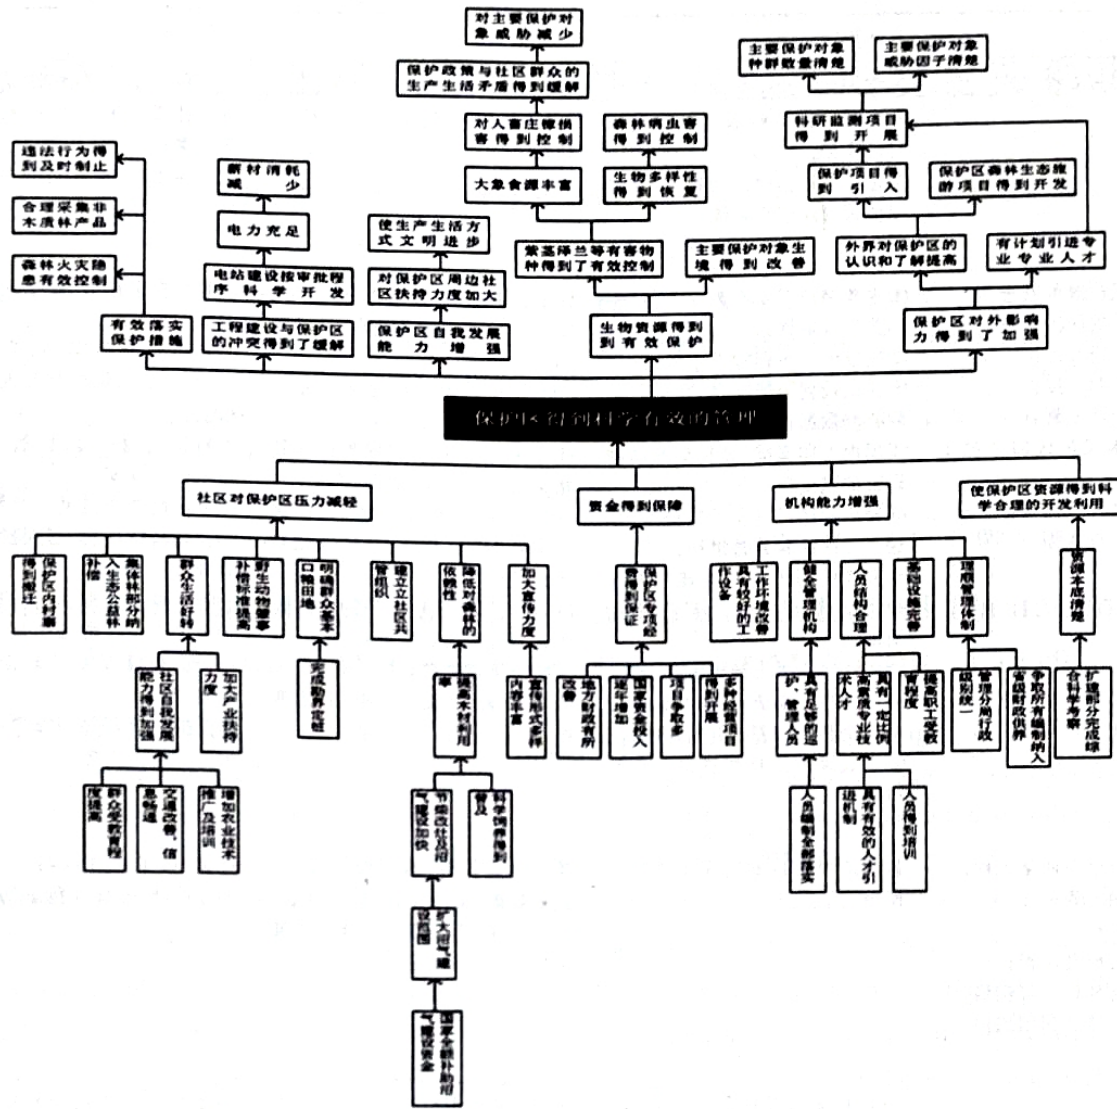 对主要保护对
象威胁减少
主要保护对象
种群数量清楚
主要保护对象
威胁因子清楚
保护政策与社区群众的
生产生活矛盾得到缓解
对人畜庄稼损
害得到控制
森林病虫害
得到控制
科研监测项目
得到开展
违法行为得
到及时制止
薪材消耗
减少
大象食源丰富
生物多样性
得到恢复
保护项目得
到引入
保护区森林生态旅
游项目得到开发
合理采集非
木质林产品
电力充足
使生产生活方
式文明进步
紫茎泽兰等有害物
种得到了有效控制
主要保护对象生
境得到改善
外界对保护区的
认识和了解提高
有计划引进专
业专业人才
森林火灾隐
患有效控制
电站建设按审批程
序科学开发
对保护区周边社
区扶持力度加大
有效落实
保护措施
工程建设与保护区
的冲突得到了缓解
保护区自我发展
能力增强
生物资源得到
到有效保护
保护区对外影响
力得到了加强
保护区得到科学有效的管理
社区对保护区压力减轻
资金得到保障
机构能力增强
使保护区资源得到科
学合理的开发利用
保护区内村寨
得到搬迁
集体林部分纳
入生态公益林
补偿
群众生活好转
野生动物肇事
补偿标准提高
明确群众基本
口粮田地
建立立社区共
管组织
降低对森林的
依赖性
加大宣传力度
保护区专项经
费得到保证
工作环境改善
具有较好的工
作设备
健全管理机构
人员结构合理
基础设施完善
理顺管理体制
资源本底清楚
社区自我发展
能力得到加强
加大产业扶持
力度
完成勘界定桩
提高木材利用
率
宣传形式多样
内容丰富
地方财政有所
改善
国家资金投入
逐年增加
项目争取多
多种经营项目
得到开展
具有足够的巡
护、管理人员
具有一定比例
高素质专业技
术人才
提高职工受教
育程度
管理分局行政
级别统一
争取所有编制纳入
省级财政供养
扩建部分完成综
合科学考察
群众受教育程
度提高
交通改善，信
息畅通
增加农业技术
推广及培训
节柴改灶及沼
气建设加快
科学饲养得到
普及
人员编制全部落实
具有有效的人才引
进机制
人员得到培训
扩大沼气建
设范围
国家全额补助沼
气建设资金